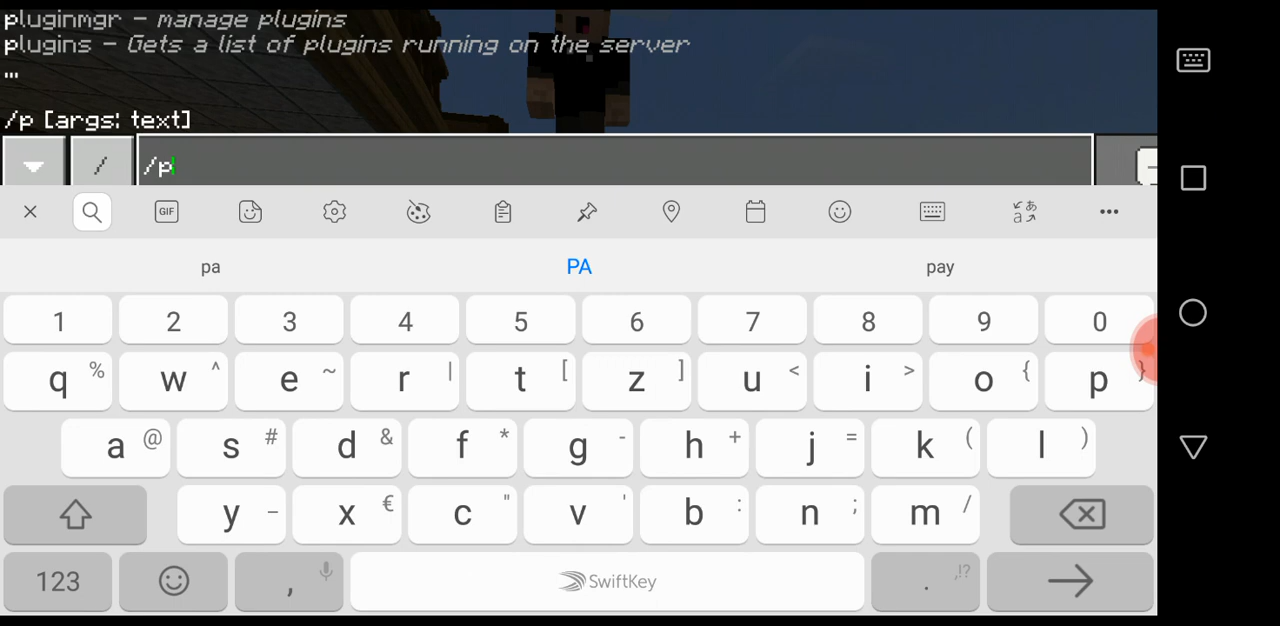 pluginmgr – manage plugins
plugins – Gets a list of plugins running on the server
...
/p [args: text]
/ /p
GIF
pa PA pay
1 2 3 4 5 6 7 8 9 0
q % w ^ e ~ r | t [ z ] u < i > o { p }
a @ s # d & f * g - h + j = k ( l )
y _ x € c " v ' b : n ; m /
123 , SwiftKey . ,!?